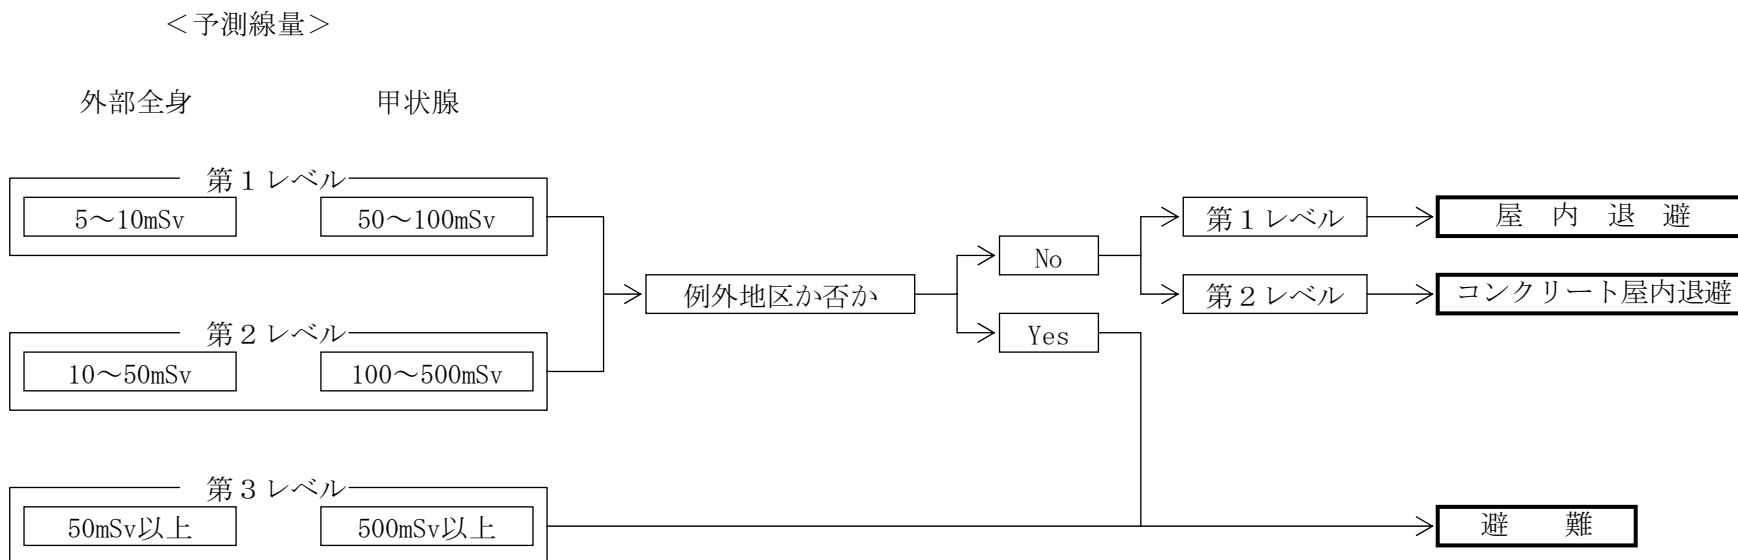 ＜予測線量＞
外部全身 甲状腺
第１レベル
5～10mSv 50～100mSv
第２レベル
10～50mSv 100～500mSv
第３レベル
50mSv以上 500mSv以上
例外地区か否か
No
Yes
第１レベル
第２レベル
屋 内 退 避
コンクリート屋内退避
避 難